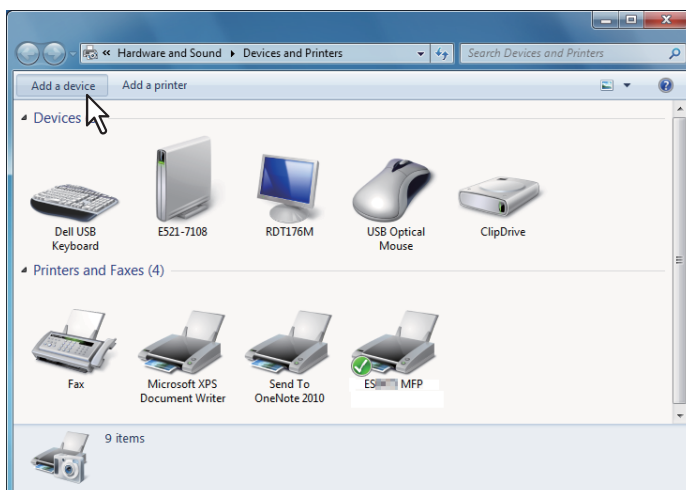 « Hardware and Sound ▸ Devices and Printers
Search Devices and Printers
Add a device
Add a printer
Devices
Dell USB
Keyboard
E521-7108
RDT176M
USB Optical
Mouse
ClipDrive
Printers and Faxes (4)
Fax
Microsoft XPS
Document Writer
Send To
OneNote 2010
ES MFP
9 items